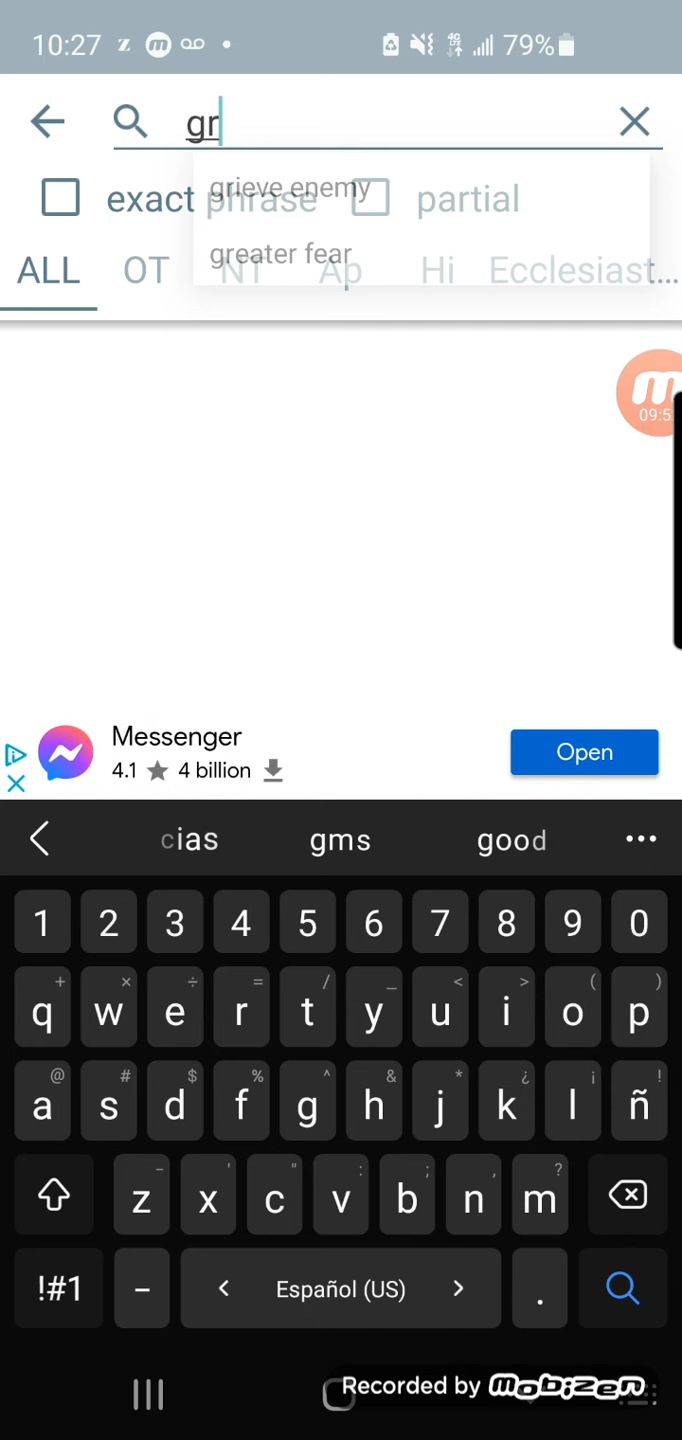 10:27 z m 79%
gr
exact phrase partial
grieve enemy
greater fear
ALL OT NT Ap Hi Ecclesiast...
09:5
Messenger
4.1 ★ 4 billion
Open
cias gms good ...
1 2 3 4 5 6 7 8 9 0
+ × ÷ = / _ < > ( )
q w e r t y u i o p
@ # $ % ^ & * ¿ ¡ !
a s d f g h j k l ñ
- ' " : ; , ?
z x c v b n m
!#1 - < Español (US) > .
Recorded by mobizen